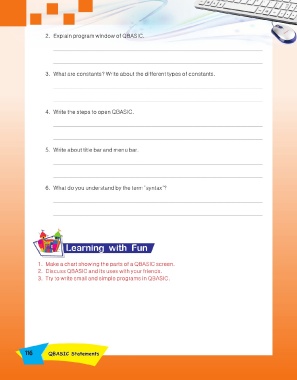 2. Explain program window of QBASIC.
3. What are constants? Write about the different types of constants.
4. Write the steps to open QBASIC.
5. Write about title bar and menu bar.
6. What do you understand by the term 'syntax'?
Learning with Fun
1. Make a chart showing the parts of a QBASIC screen.
2. Discuss QBASIC and its uses with your friends.
3. Try to write small and simple programs in QBASIC.
116 QBASIC Statements